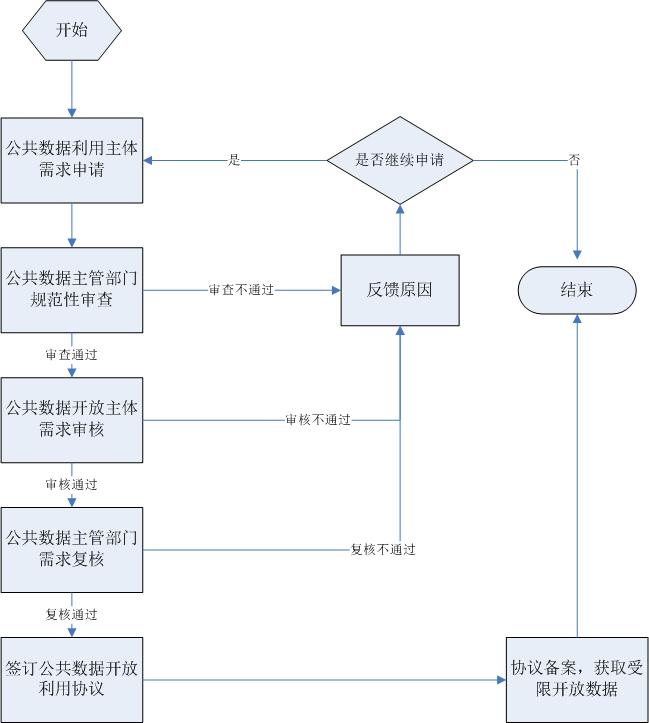 开始
公共数据利用主体
需求申请
是
是否继续申请
否
公共数据主管部门
规范性审查
审查不通过
反馈原因
结束
审查通过
公共数据开放主体
需求审核
审核不通过
审核通过
公共数据主管部门
需求复核
复核不通过
复核通过
签订公共数据开放
利用协议
协议备案，获取受
限开放数据